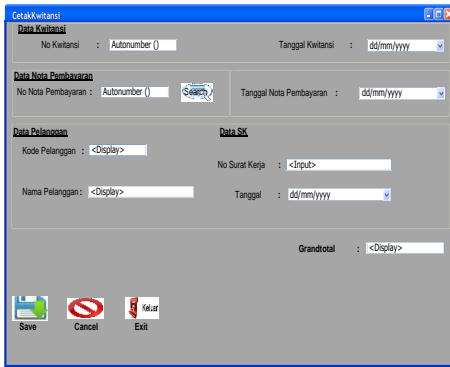 CetakKwitansi
Data Kwitansi
No Kwitansi : Autonumber () Tanggal Kwitansi : dd/mm/yyyy
Data Nota Pembayaran
No Nota Pembayaran : Autonumber () Search Tanggal Nota Pembayaran : dd/mm/yyyy
Data Pelanggan Data SK
Kode Pelanggan : <Display>
No Surat Kerja : <Input>
Nama Pelanggan : <Display> Tanggal : dd/mm/yyyy
Grandtotal : <Display>
Keluar
Save Cancel Exit